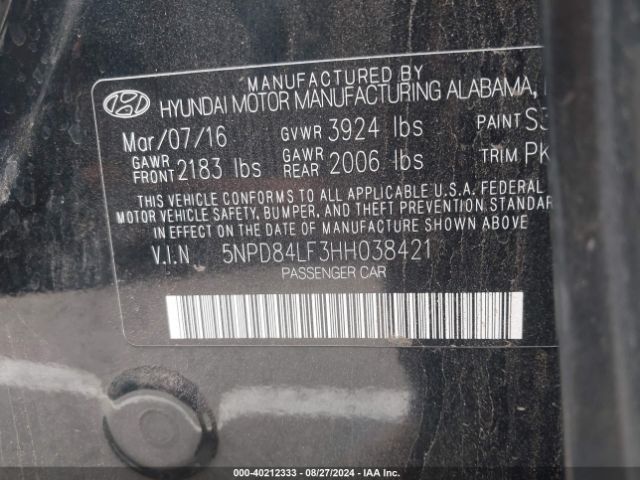 MANUFACTURED BY
HYUNDAI MOTOR MANUFACTURING ALABAMA,
Mar/07/16 GVWR 3924 lbs PAINT
GAWR FRONT 2183 lbs GAWR REAR 2006 lbs TRIM
THIS VEHICLE CONFORMS TO ALL APPLICABLE U.S.A. FEDERAL
MOTOR VEHICLE SAFETY, BUMPER, AND THEFT PREVENTION STANDARD
IN EFFECT ON THE DATE OF MANUFACTURE SHOWN ABOVE.
V.I.N 5NPD84LF3HH038421
PASSENGER CAR
000-40212333 - 08/27/2024 - IAA Inc.